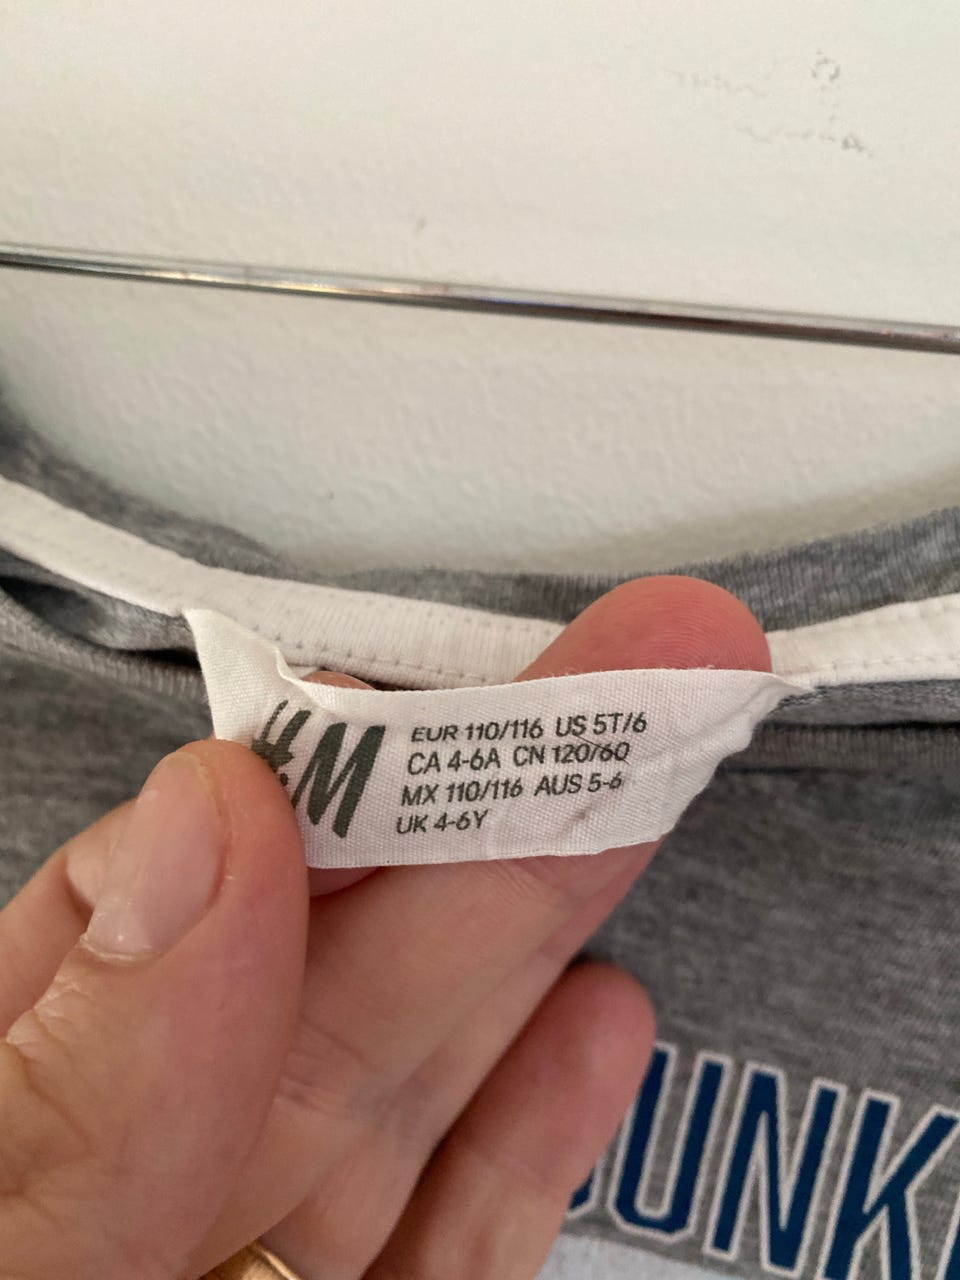 H&M
EUR 110/116 US 5T/6
CA 4-6A CN 120/60
MX 110/116 AUS 5-6
UK 4-6Y
UNK